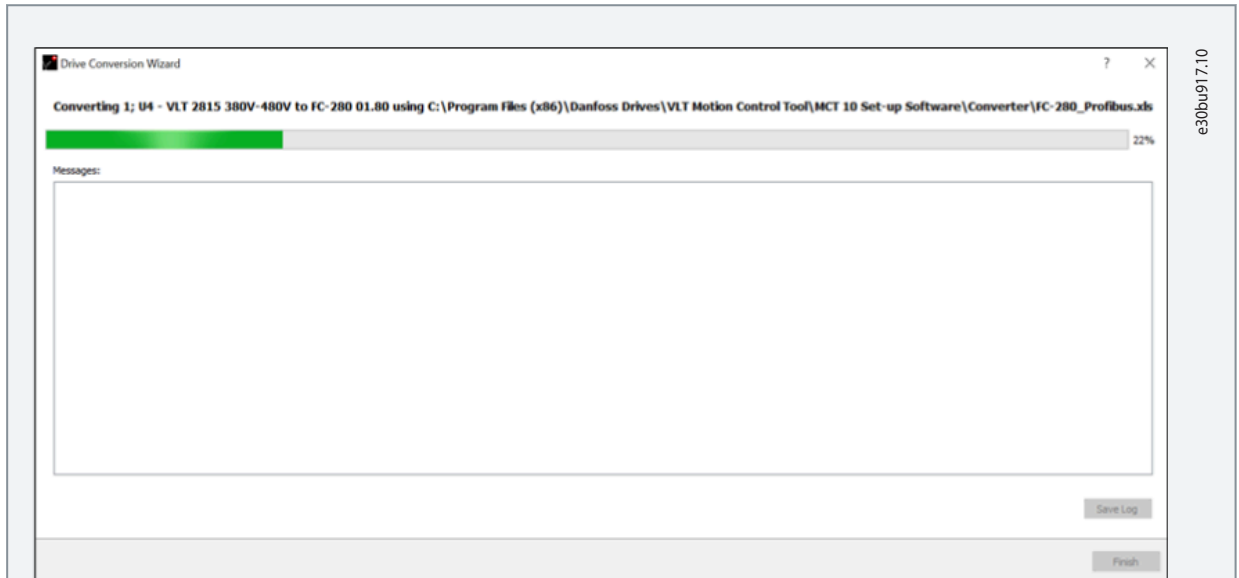 Drive Conversion Wizard
?
Converting 1; U4 - VLT 2815 380V-480V to FC-280 01.80 using C:\Program Files (x86)\Danfoss Drives\VLT Motion Control Tool\MCT 10 Set-up Software\Converter\FC-280_Profibus.xls
22%
Messages:
Save Log
Finish
e30bu917.10